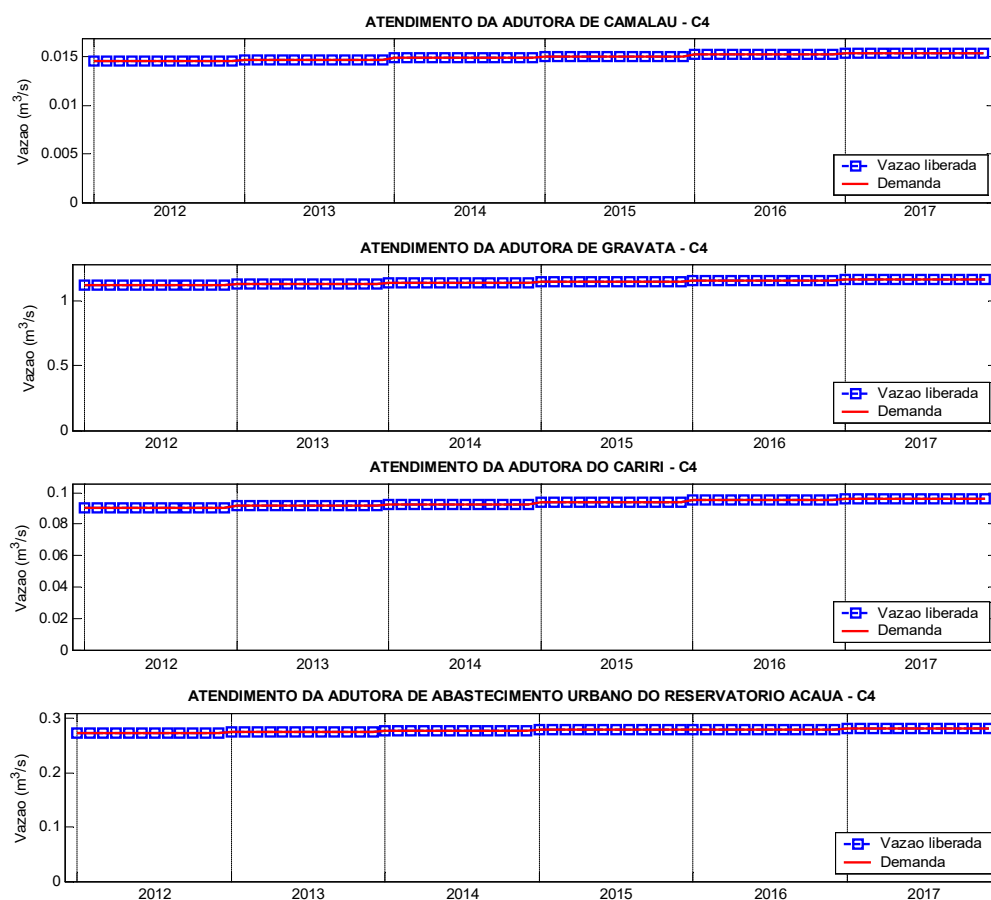 ATENDIMENTO DA ADUTORA DE CAMALAU - C4
0.015
0.01
0.005
0
Vazao (m³/s)
Vazao liberada
Demanda
2012 2013 2014 2015 2016 2017
ATENDIMENTO DA ADUTORA DE GRAVATA - C4
1
0.5
0
Vazao (m³/s)
Vazao liberada
Demanda
2012 2013 2014 2015 2016 2017
ATENDIMENTO DA ADUTORA DO CARIRI - C4
0.1
0.08
0.06
0.04
0.02
0
Vazao (m³/s)
Vazao liberada
Demanda
2012 2013 2014 2015 2016 2017
ATENDIMENTO DA ADUTORA DE ABASTECIMENTO URBANO DO RESERVATORIO ACAUA - C4
0.3
0.2
0.1
0
Vazao (m³/s)
Vazao liberada
Demanda
2012 2013 2014 2015 2016 2017